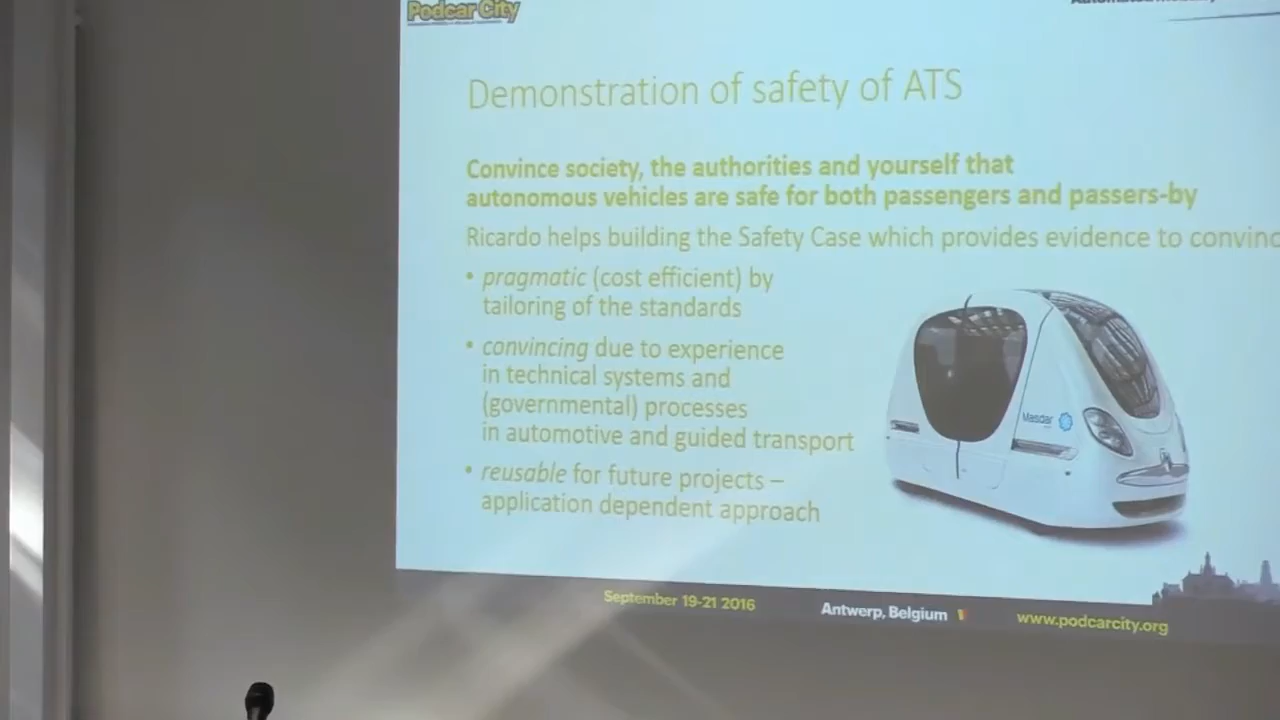 Podcar City
Demonstration of safety of ATS
Convince society, the authorities and yourself that
autonomous vehicles are safe for both passengers and passers-by
Ricardo helps building the Safety Case which provides evidence to convinc
• pragmatic (cost efficient) by
tailoring of the standards
• convincing due to experience
in technical systems and
(governmental) processes
in automotive and guided transport
• reusable for future projects –
application dependent approach
Masdar
September 19-21 2016
Antwerp, Belgium
www.podcarcity.org